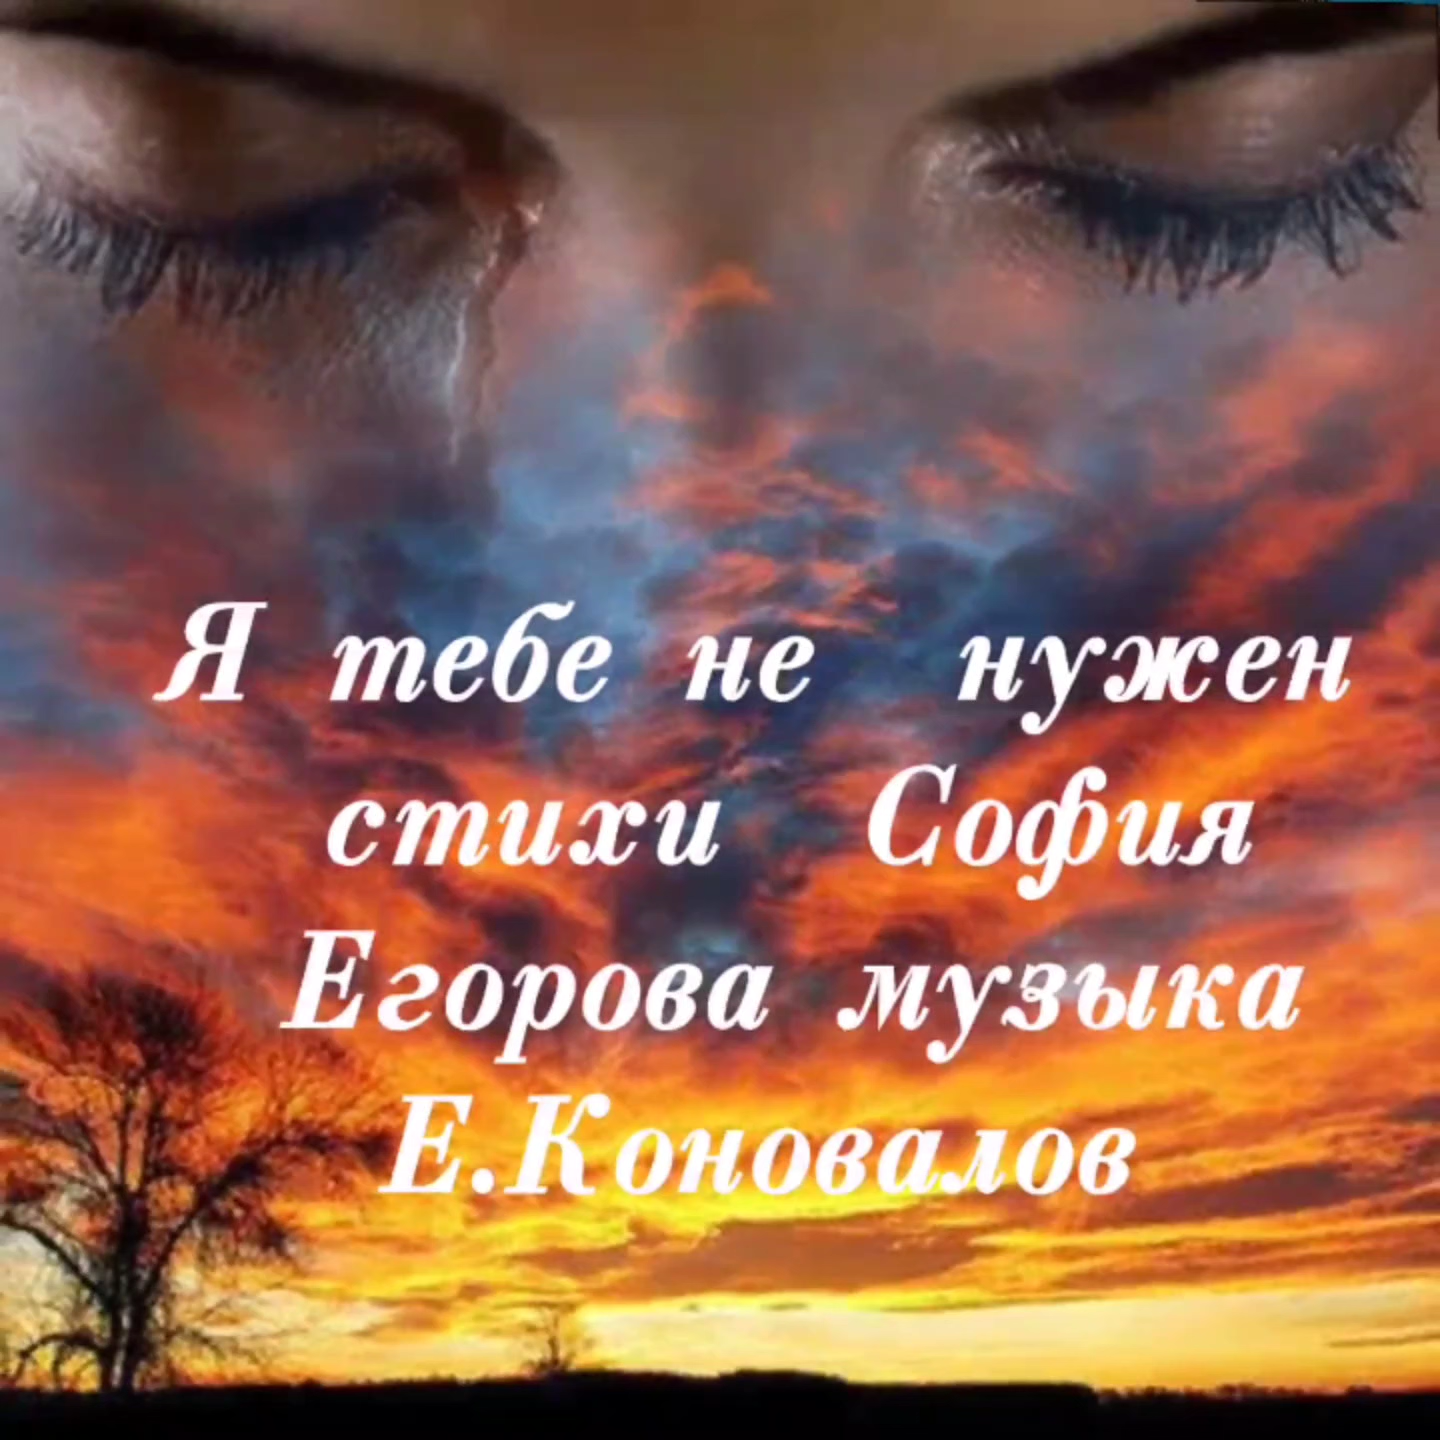 Я тебе не нужен
стихи София
Егорова музыка
Е.Коновалов